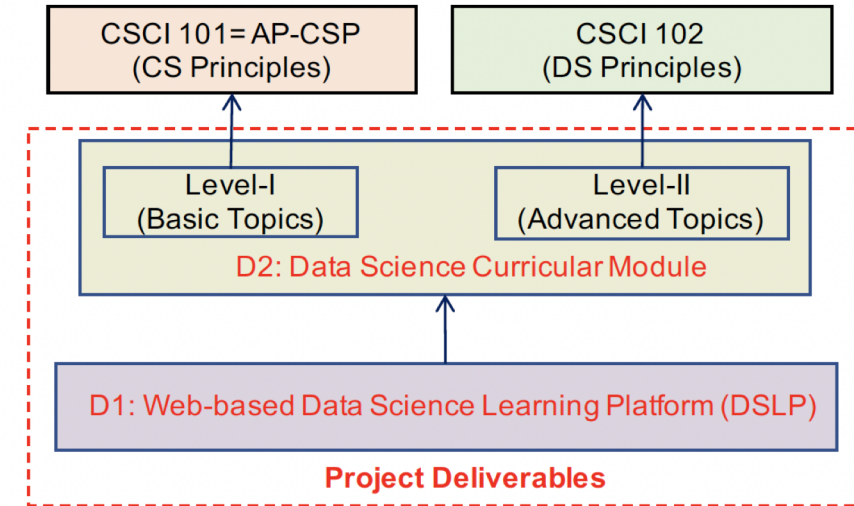 CSCI 101= AP-CSP
(CS Principles)
CSCI 102
(DS Principles)
Level-I
(Basic Topics)
Level-II
(Advanced Topics)
D2: Data Science Curricular Module
D1: Web-based Data Science Learning Platform (DSLP)
Project Deliverables